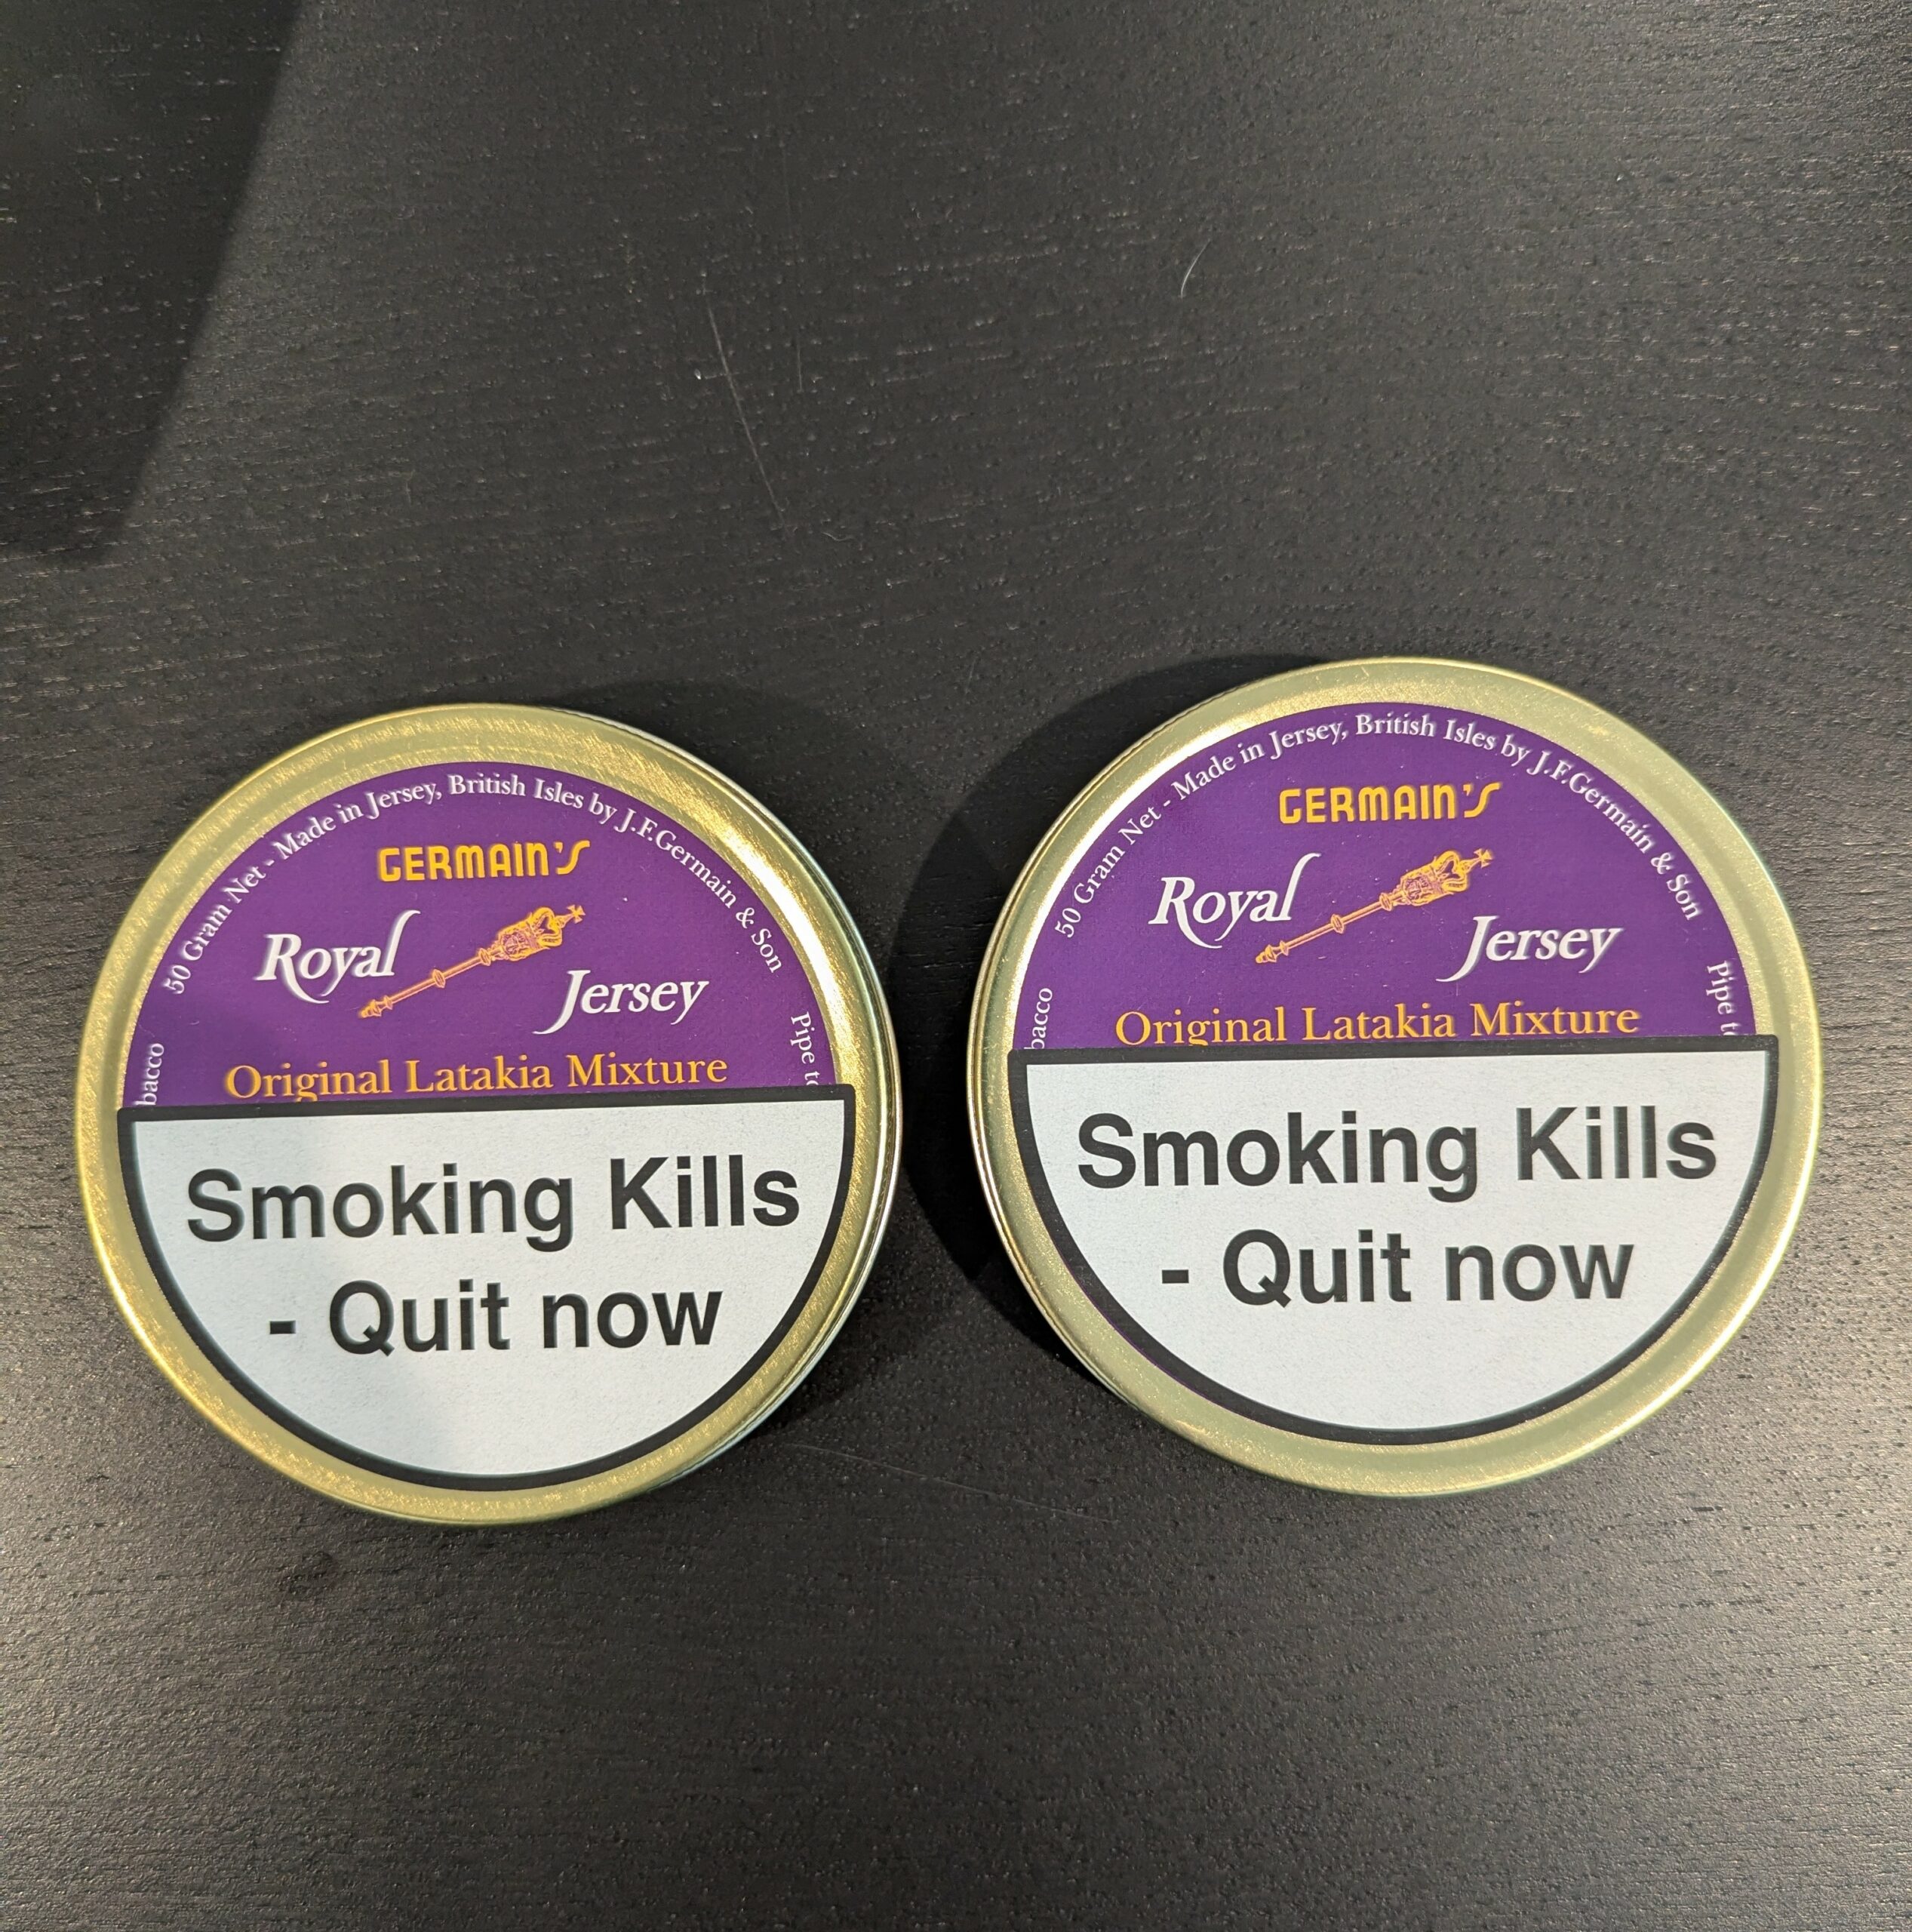 50 Gram Net - Made in Jersey, British Isles by J.F.Germain & Son
GERMAIN'S
Royal
Jersey
Original Latakia Mixture
Pipe
Smoking Kills
- Quit now
50 Gram Net - Made in Jersey, British Isles by J.F.Germain & Son
GERMAIN'S
Royal
Jersey
Original Latakia Mixture
Pipe
Smoking Kills
- Quit now